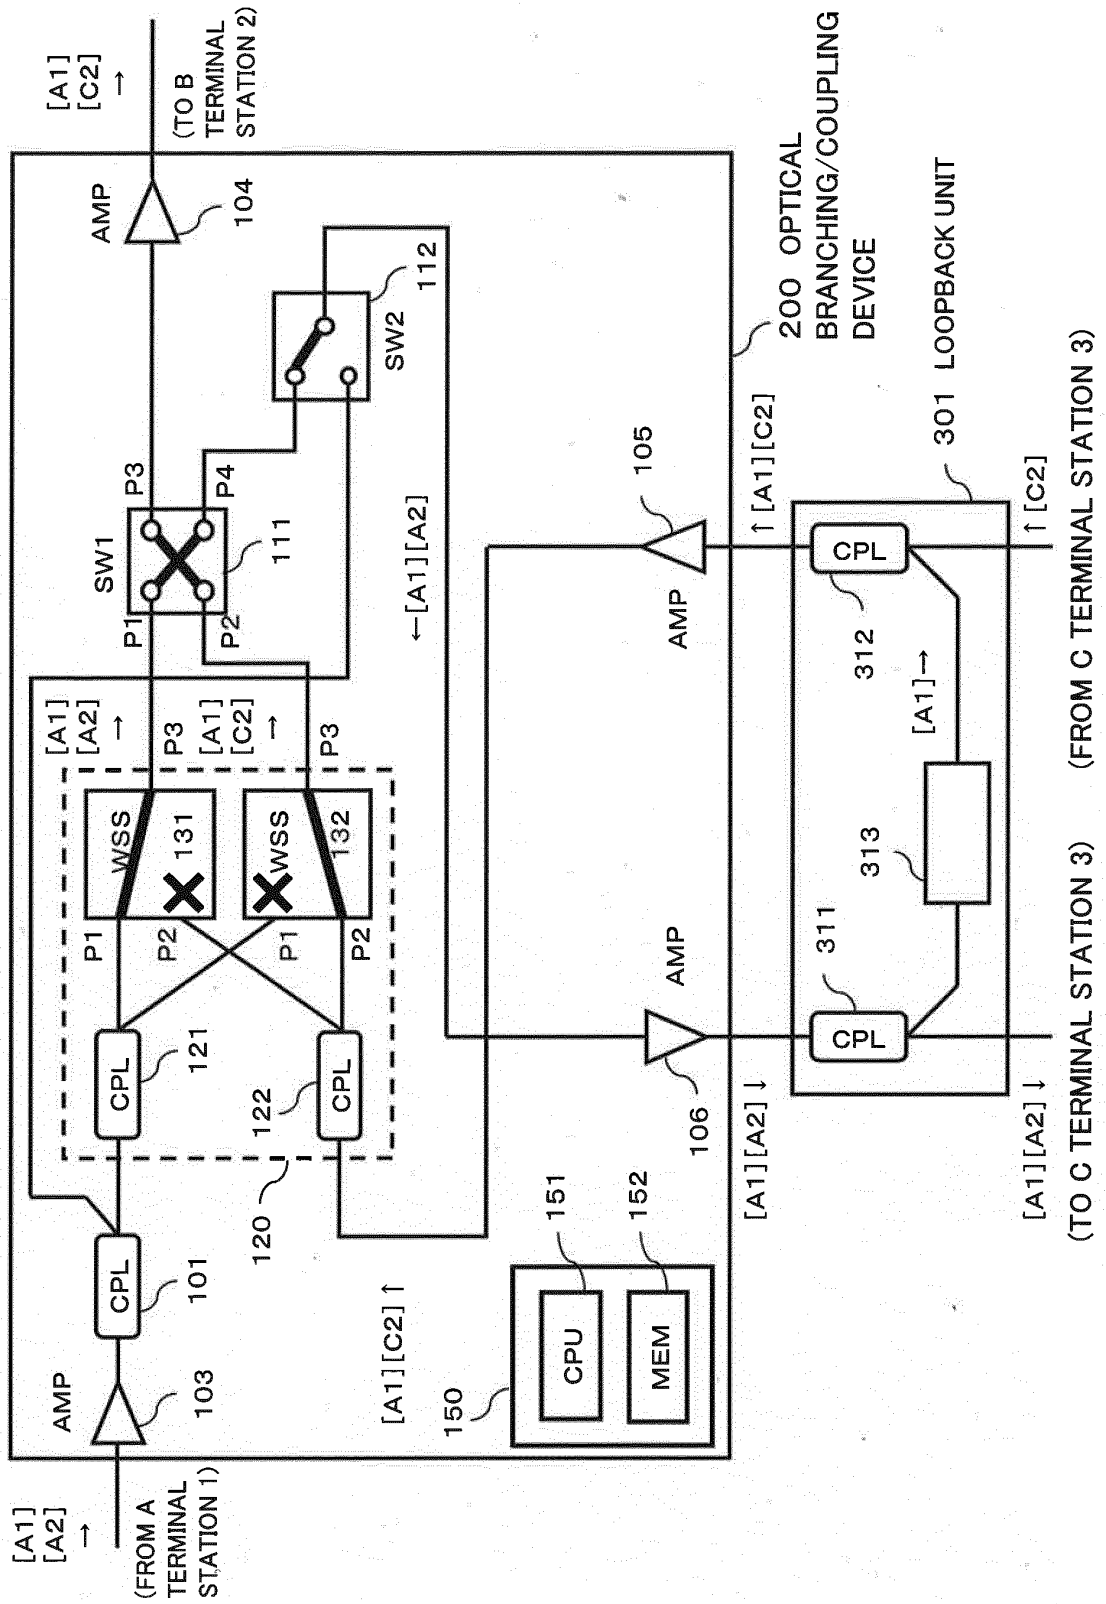 [A1]
[A2]
→
(FROM A
TERMINAL
STATION 1)
AMP
103
CPL
101
120
CPL
121
CPL
122
P1
P2
P1
P2
WSS
131
WSS
132
[A1]
[A2]
→
P3
[A1]
[C2]
→
P3
SW1
P1
P2
P3
P4
111
SW2
112
AMP
104
[A1]
[C2]
→
(TO B
TERMINAL
STATION 2)
←[A1][A2]
[A1][C2]↑
150
CPU
151
MEM
152
AMP
106
AMP
105
200 OPTICAL
BRANCHING/COUPLING
DEVICE
[A1][A2]↓
↑[A1][C2]
301 LOOPBACK UNIT
CPL
311
313
[A1]→
CPL
312
[A1][A2]↓
(TO C TERMINAL STATION 3)
↑[C2]
(FROM C TERMINAL STATION 3)